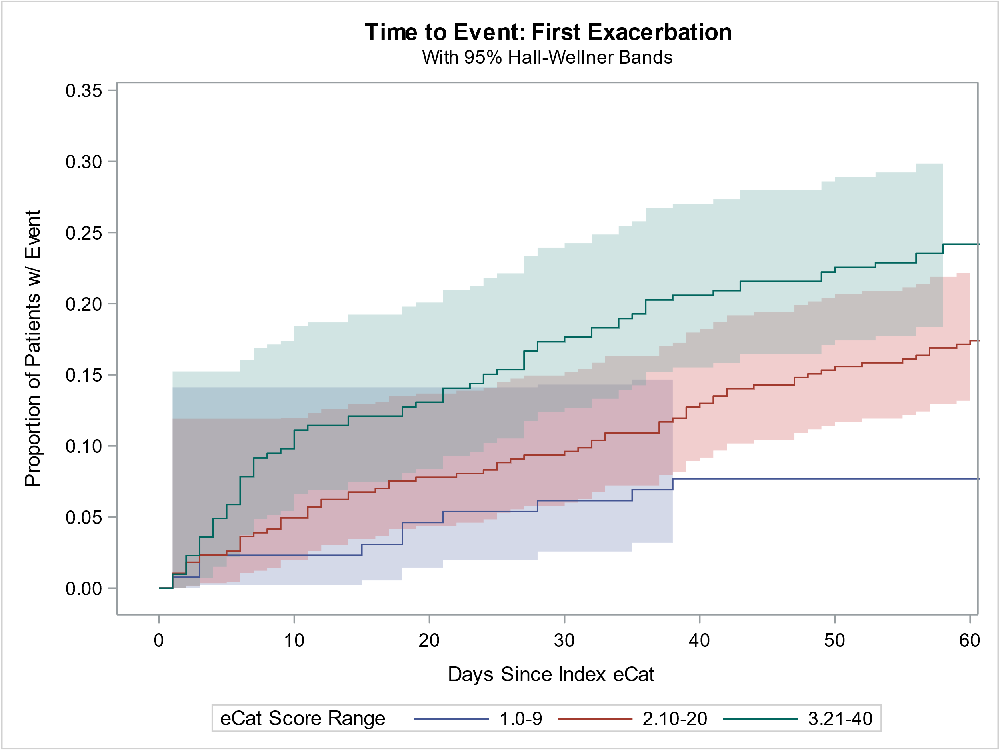 Time to Event: First Exacerbation
With 95% Hall-Wellner Bands
Proportion of Patients w/ Event
0.35
0.30
0.25
0.20
0.15
0.10
0.05
0.00
0 10 20 30 40 50 60
Days Since Index eCat
eCat Score Range 1.0-9 2.10-20 3.21-40